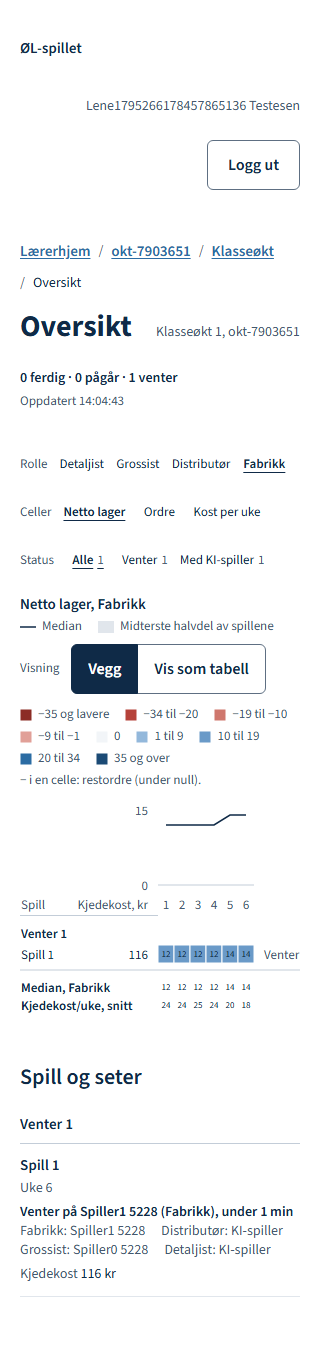 ØL-spillet
Lene1795266178457865136 Testesen
Logg ut
Lærerhjem / okt-7903651 / Klasseøkt
/ Oversikt
Oversikt Klasseøkt 1, okt-7903651
0 ferdig · 0 pågår · 1 venter
Oppdatert 14:04:43
Rolle Detaljist Grossist Distributør Fabrikk
Celler Netto lager Ordre Kost per uke
Status Alle 1 Venter 1 Med KI-spiller 1
Netto lager, Fabrikk
Median Midterste halvdel av spillene
Visning Vegg Vis som tabell
−35 og lavere −34 til −20 −19 til −10
−9 til −1 0 1 til 9 10 til 19
20 til 34 35 og over
− i en celle: restordre (under null).
15
0
Spill Kjedekost, kr 1 2 3 4 5 6
Venter 1
Spill 1 116 12 12 12 12 14 14 Venter
Median, Fabrikk 12 12 12 12 14 14
Kjedekost/uke, snitt 24 24 25 24 20 18
Spill og seter
Venter 1
Spill 1
Uke 6
Venter på Spiller1 5228 (Fabrikk), under 1 min
Fabrikk: Spiller1 5228 Distributør: KI-spiller
Grossist: Spiller0 5228 Detaljist: KI-spiller
Kjedekost 116 kr